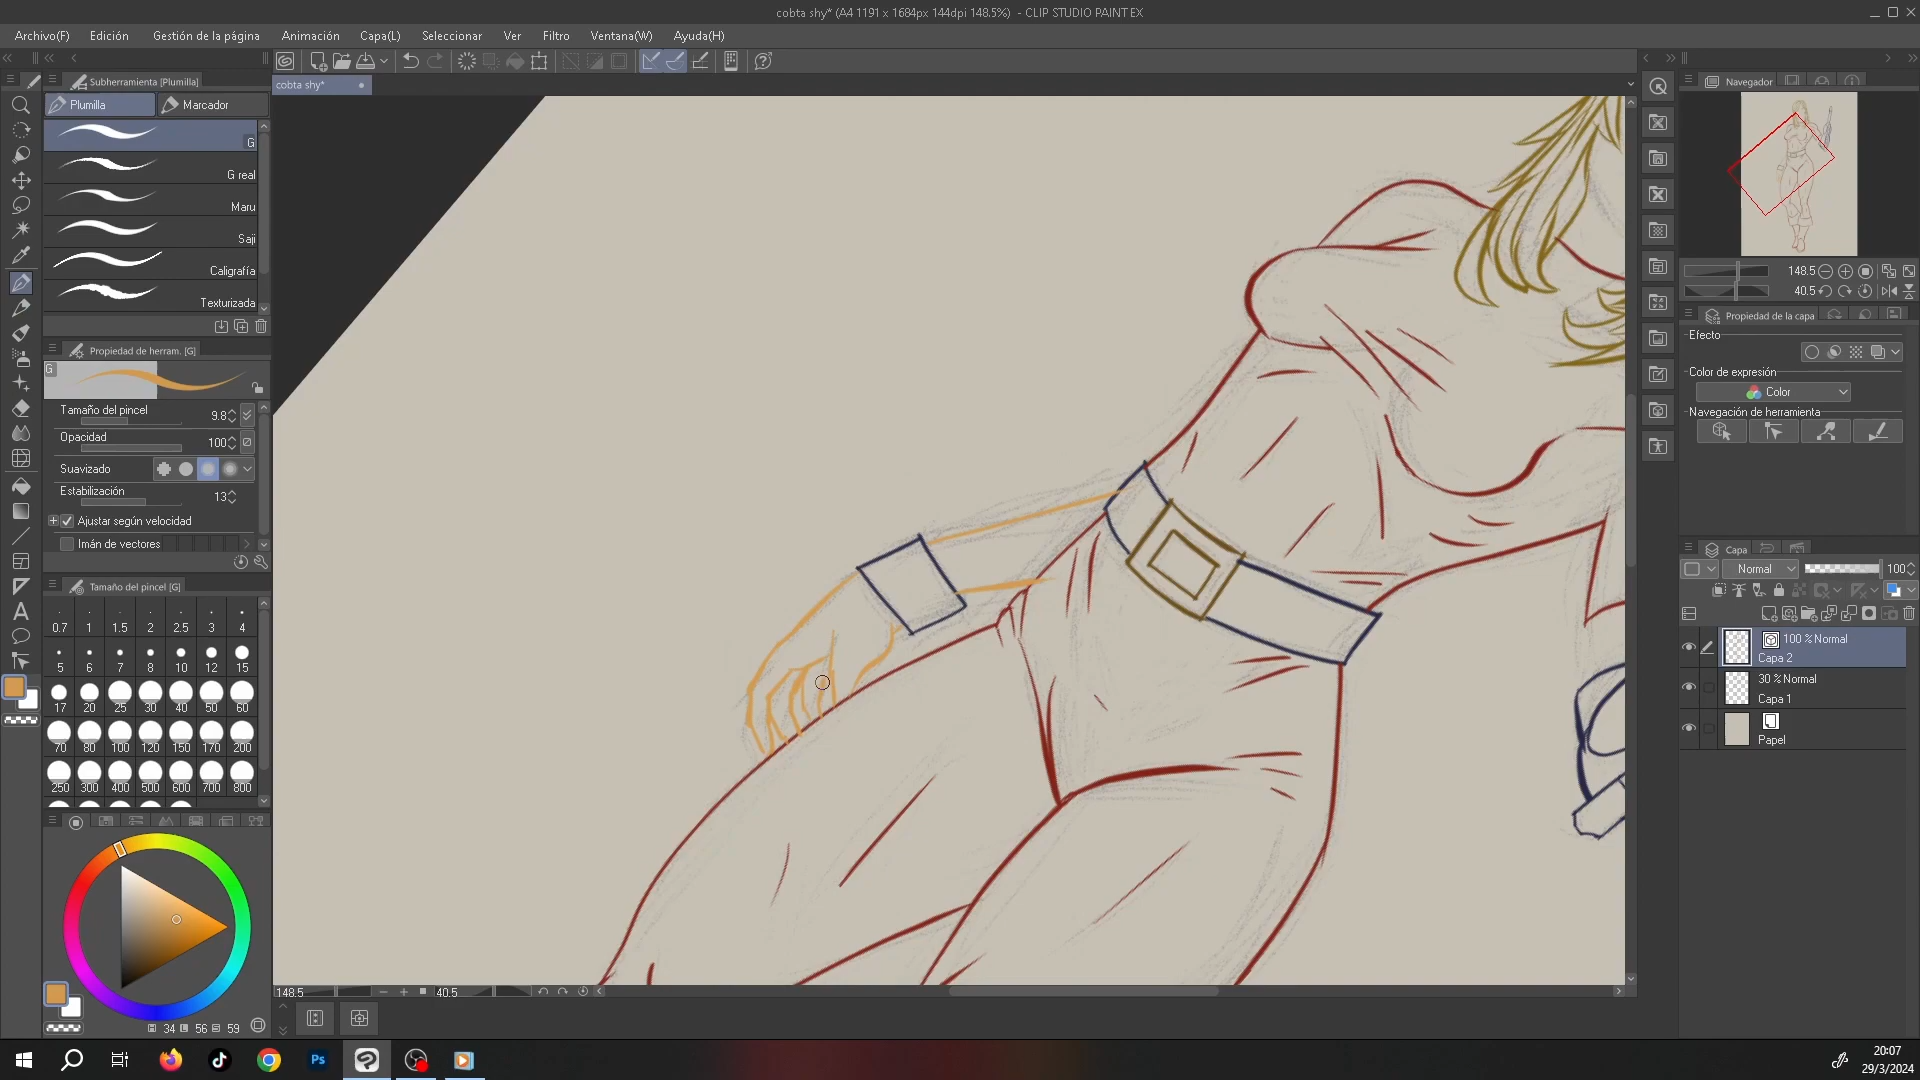 cobta shy* (A4 1191 x 1684px 144dpi 148.5%) - CLIP STUDIO PAINT EX
Archivo(F) Edición Gestión de la página Animación Capa(L) Seleccionar Ver Filtro Ventana(W) Ayuda(H)
Subherramienta [Plumilla]
cobta shy*
Plumilla Marcador
G
G real
Maru
Saji
Caligrafía
Texturizada
Propiedad de herram. [G]
G
Tamaño del pincel 9.8
Opacidad 100
Suavizado
Estabilización 13
Ajustar según velocidad
Imán de vectores
Tamaño del pincel [G]
0.7 1 1.5 2 2.5 3 4
5 6 7 8 10 12 15
17 20 25 30 40 50 60
70 80 100 120 150 170 200
250 300 400 500 600 700 800
34 56 59
148.5 40.5
Navegador
148.5
40.5
Propiedad de la capa
Efecto
Color de expresión
Color
Navegación de herramienta
Capa
Normal 100
100 % Normal
Capa 2
30 % Normal
Capa 1
Papel
Ps
20:07
29/3/2024